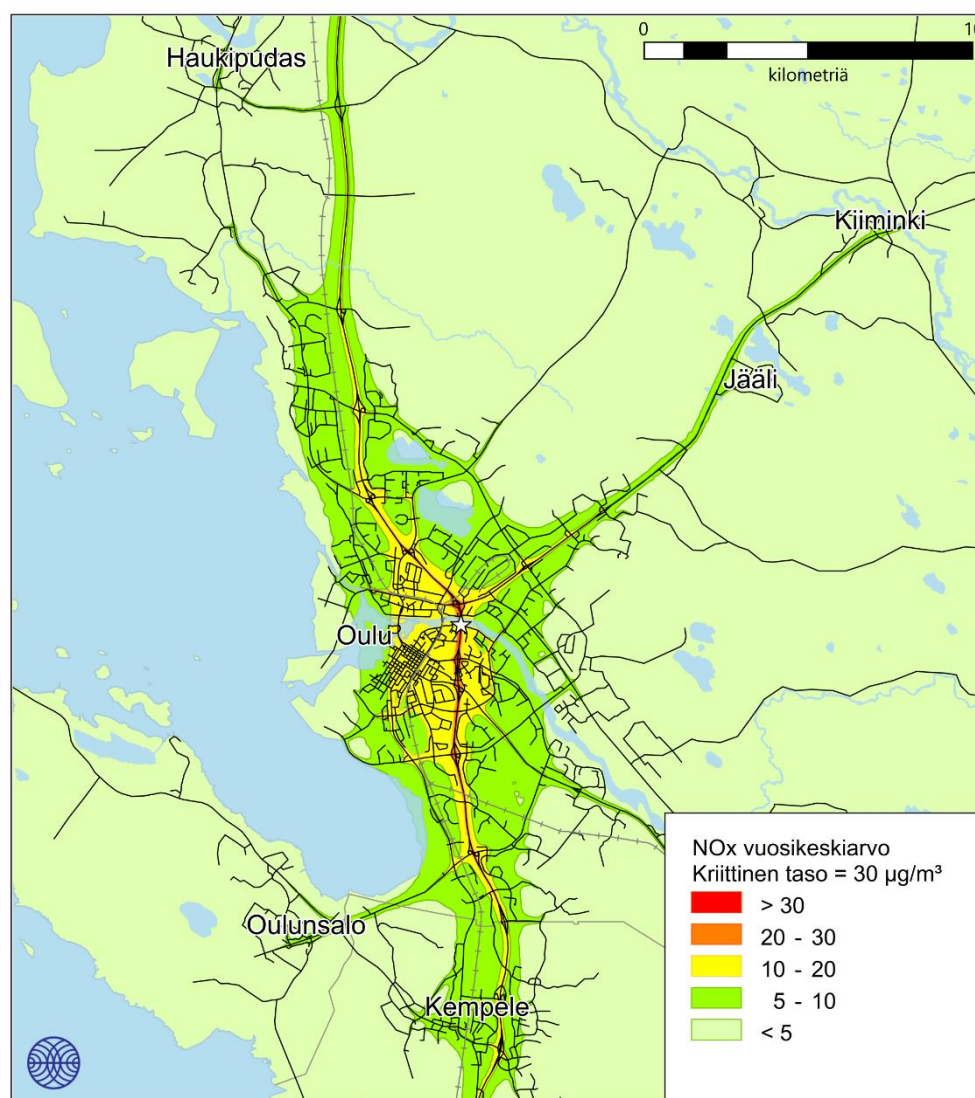 0 10
kilometriä
Haukipudas
Kiiminki
Jääli
Oulu
Oulunsalo
Kempele
NOx vuosikeskiarvo
Kriittinen taso = 30 µg/m³
> 30
20 - 30
10 - 20
5 - 10
< 5